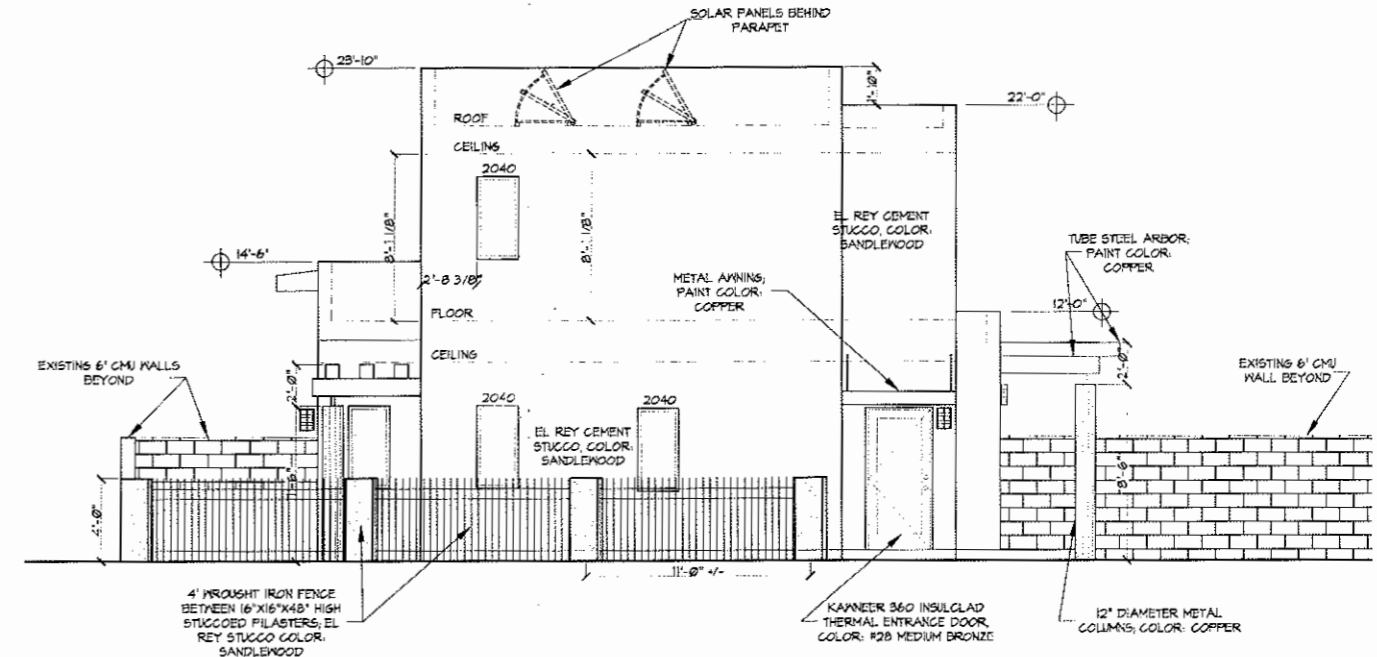 SOLAR PANELS BEHIND
PARAPET
23'-10"
1'-10"
22'-0"
ROOF
CEILING
2040
8'-1 1/8"
8'-1 1/8"
EL REY CEMENT
STUCCO, COLOR:
SANDLEWOOD
TUBE STEEL ARBOR;
PAINT COLOR:
COPPER
14'-6"
2'-8 3/8"
METAL AWNING;
PAINT COLOR:
COPPER
12'-0"
FLOOR
CEILING
EXISTING 6' CMU WALLS
BEYOND
2'-0"
2'-0"
EXISTING 6' CMU
WALL BEYOND
2040
2040
EL REY CEMENT
STUCCO, COLOR:
SANDLEWOOD
4'-0"
8'-6"
11'-0" +/-
4' WROUGHT IRON FENCE
BETWEEN 16"X16"X48" HIGH
STUCCOED PILASTERS; EL
REY STUCCO COLOR:
SANDLEWOOD
KAWNEER 360 INSULCLAD
THERMAL ENTRANCE DOOR,
COLOR: #28 MEDIUM BRONZE
12" DIAMETER METAL
COLUMNS; COLOR: COPPER